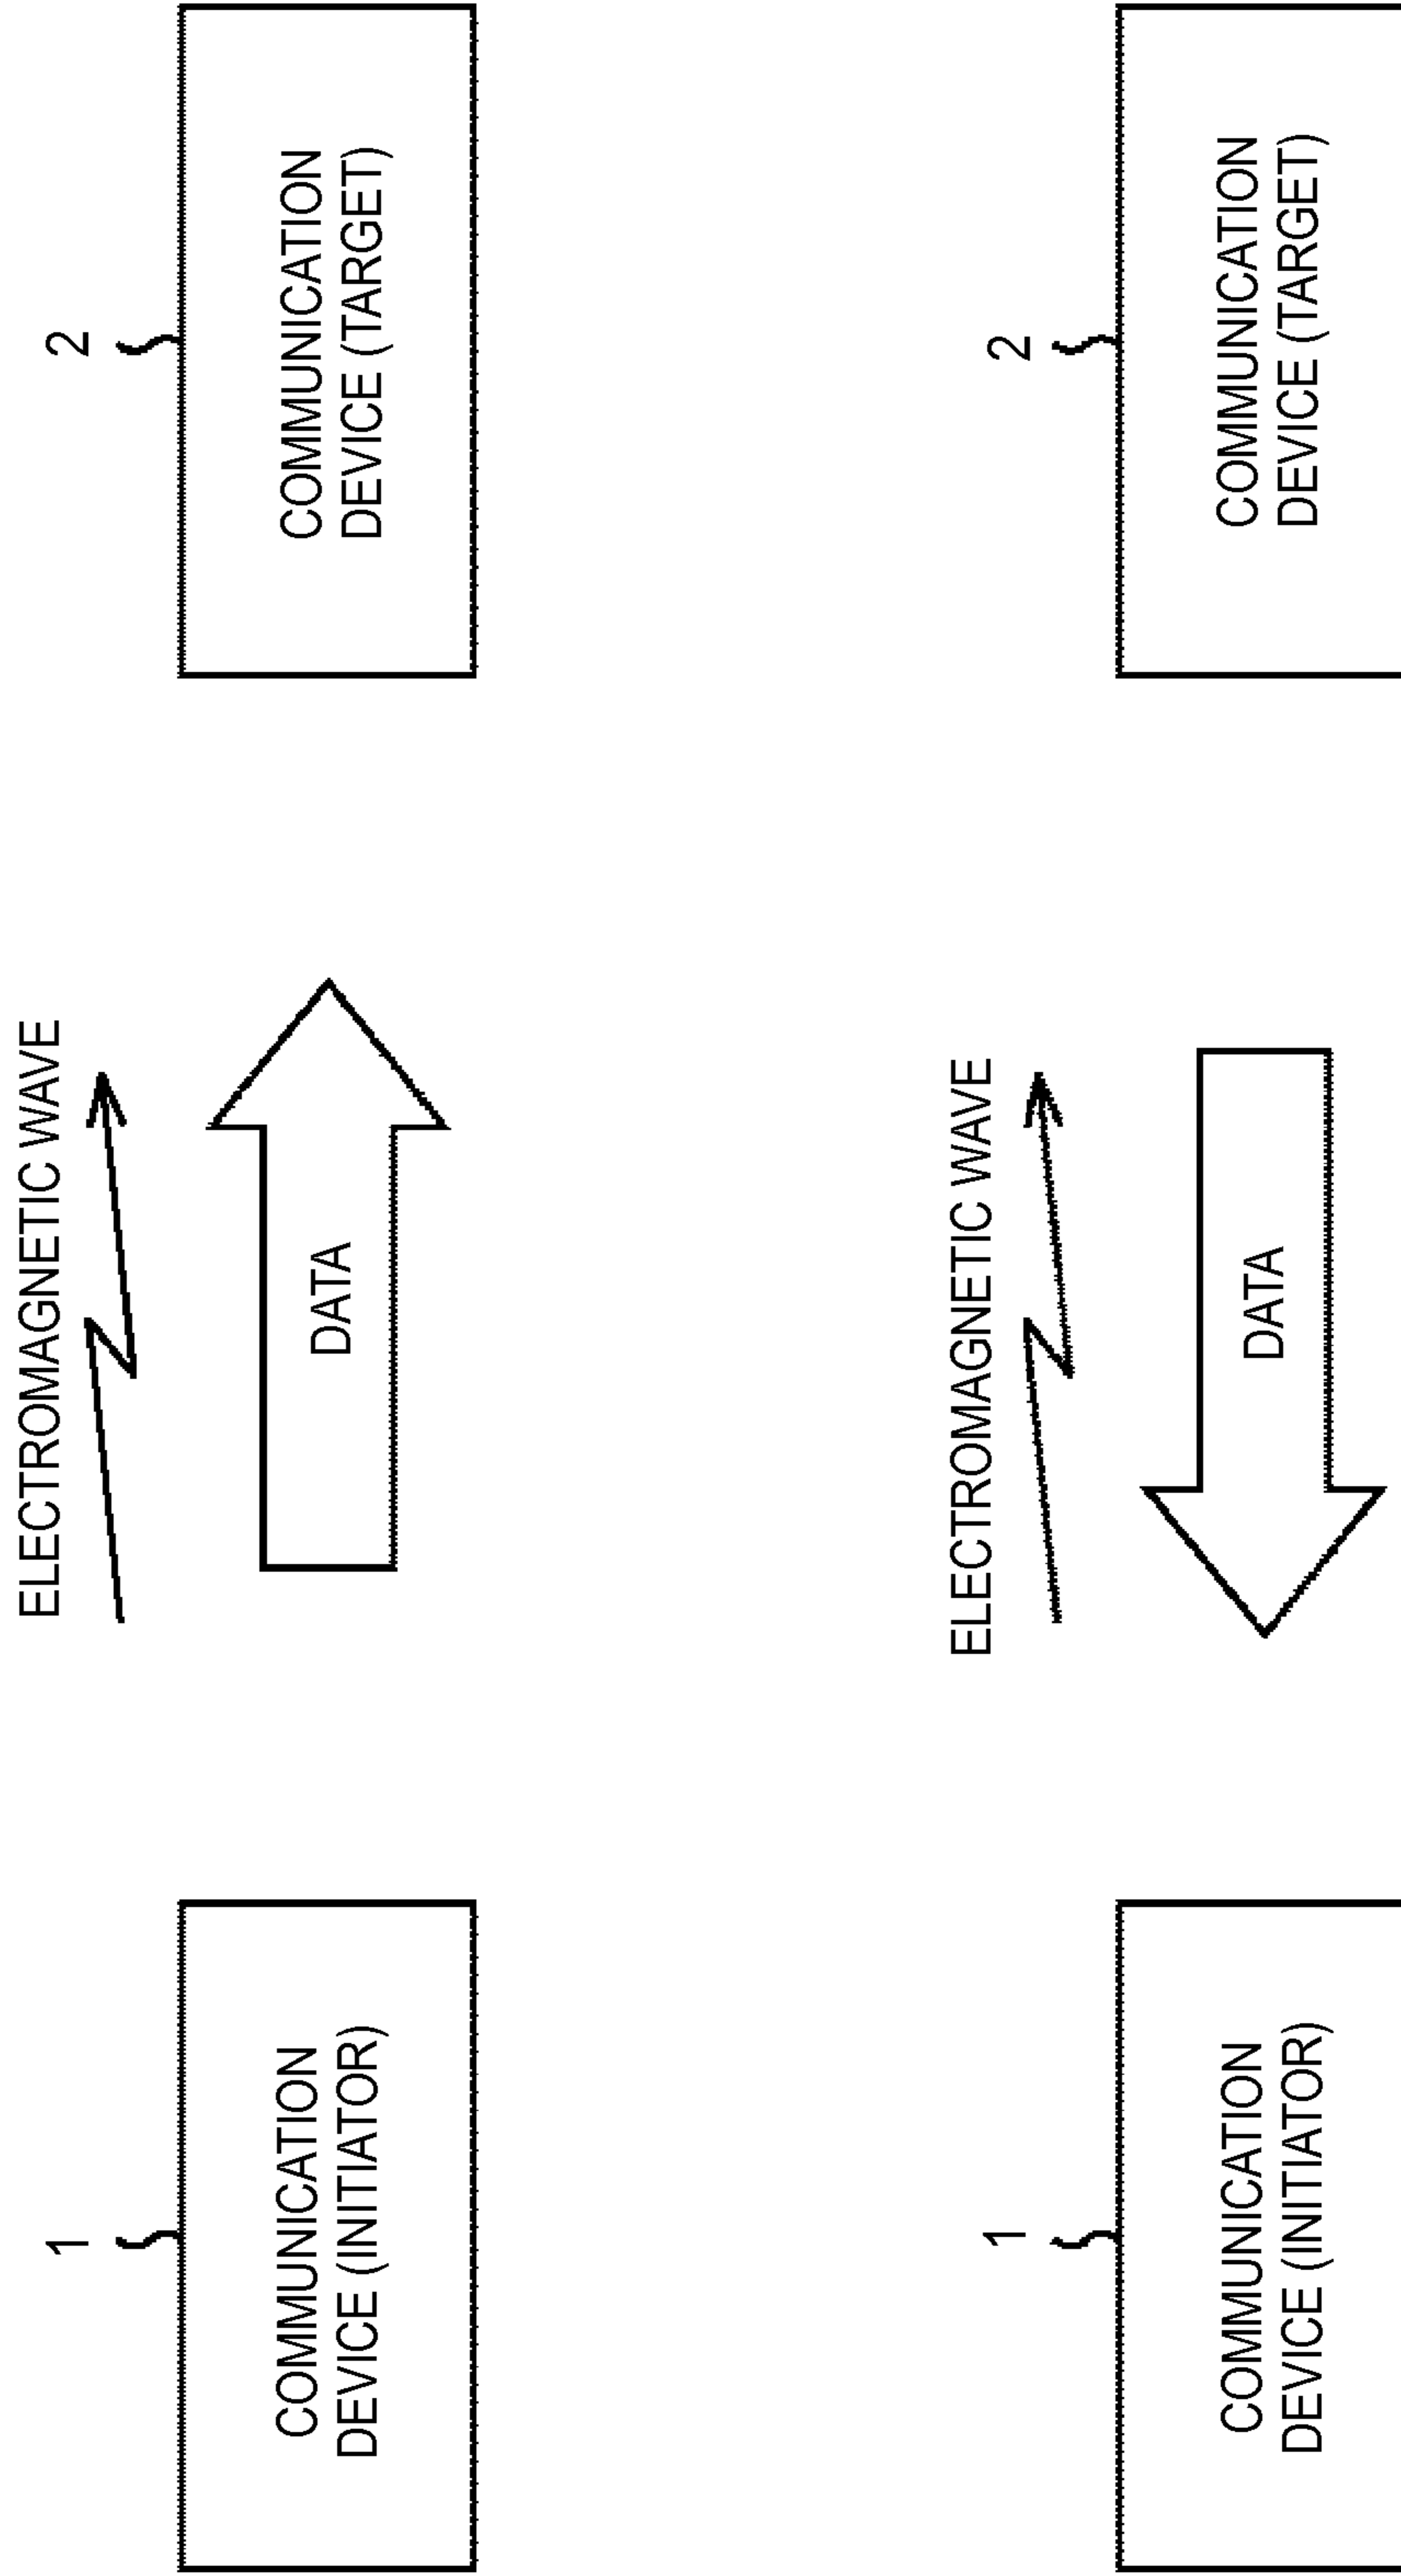 1
COMMUNICATION
DEVICE (INITIATOR)
ELECTROMAGNETIC WAVE
DATA
2
COMMUNICATION
DEVICE (TARGET)
1
COMMUNICATION
DEVICE (INITIATOR)
ELECTROMAGNETIC WAVE
DATA
2
COMMUNICATION
DEVICE (TARGET)